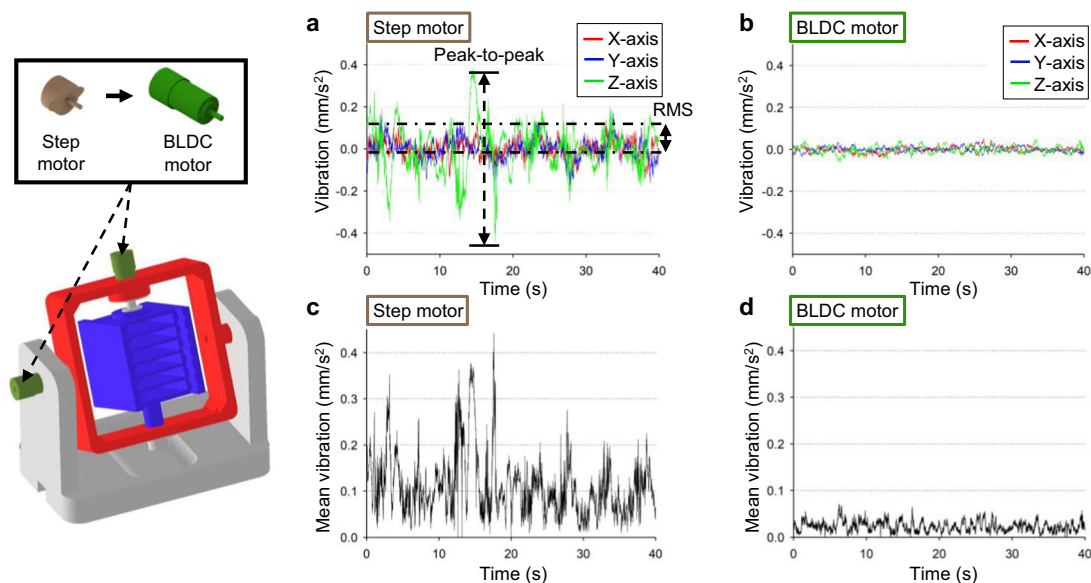 Step
motor
BLDC
motor
a
Step motor
Peak-to-peak
X-axis
Y-axis
Z-axis
RMS
Vibration (mm/s²)
0.4
0.2
0.0
-0.2
-0.4
0
10
20
30
40
Time (s)
b
BLDC motor
X-axis
Y-axis
Z-axis
Vibration (mm/s²)
0.4
0.2
0.0
-0.2
-0.4
0
10
20
30
40
Time (s)
c
Step motor
Mean vibration (mm/s²)
0.4
0.3
0.2
0.1
0.0
0
10
20
30
40
Time (s)
d
BLDC motor
Mean vibration (mm/s²)
0.4
0.3
0.2
0.1
0.0
0
10
20
30
40
Time (s)